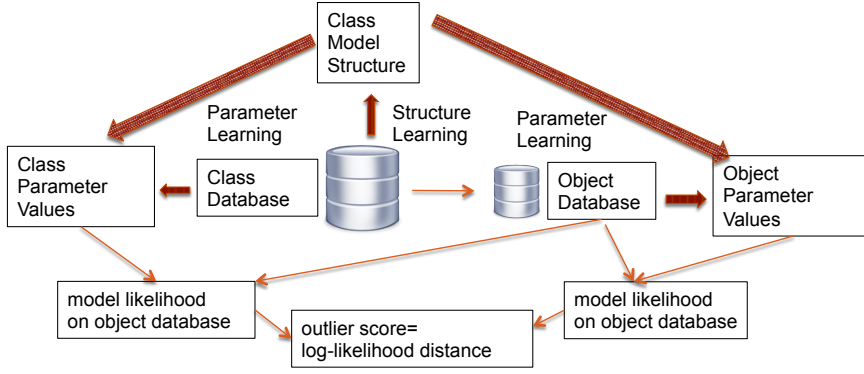 Class
Model
Structure
Parameter
Learning
Structure
Learning
Parameter
Learning
Class
Parameter
Values
Class
Database
Object
Database
Object
Parameter
Values
model likelihood
on object database
outlier score=
log-likelihood distance
model likelihood
on object database